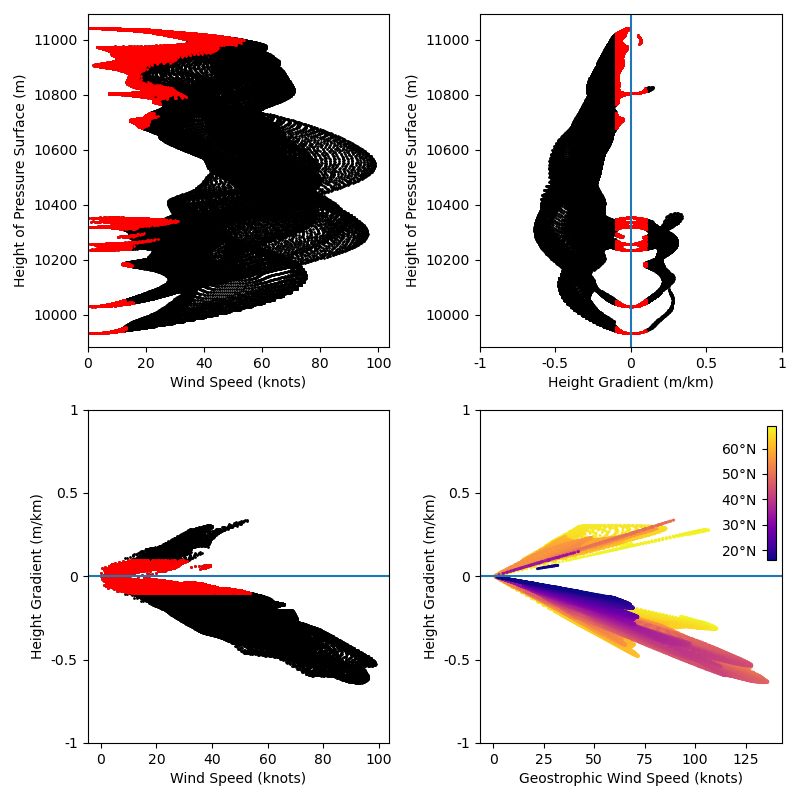 11000
10800
10600
10400
10200
10000
Height of Pressure Surface (m)
0 20 40 60 80 100
Wind Speed (knots)
11000
10800
10600
10400
10200
10000
Height of Pressure Surface (m)
-1 -0.5 0 0.5 1
Height Gradient (m/km)
1
0.5
0
-0.5
-1
Height Gradient (m/km)
0 20 40 60 80 100
Wind Speed (knots)
1
0.5
0
-0.5
-1
Height Gradient (m/km)
60°N
50°N
40°N
30°N
20°N
0 25 50 75 100 125
Geostrophic Wind Speed (knots)